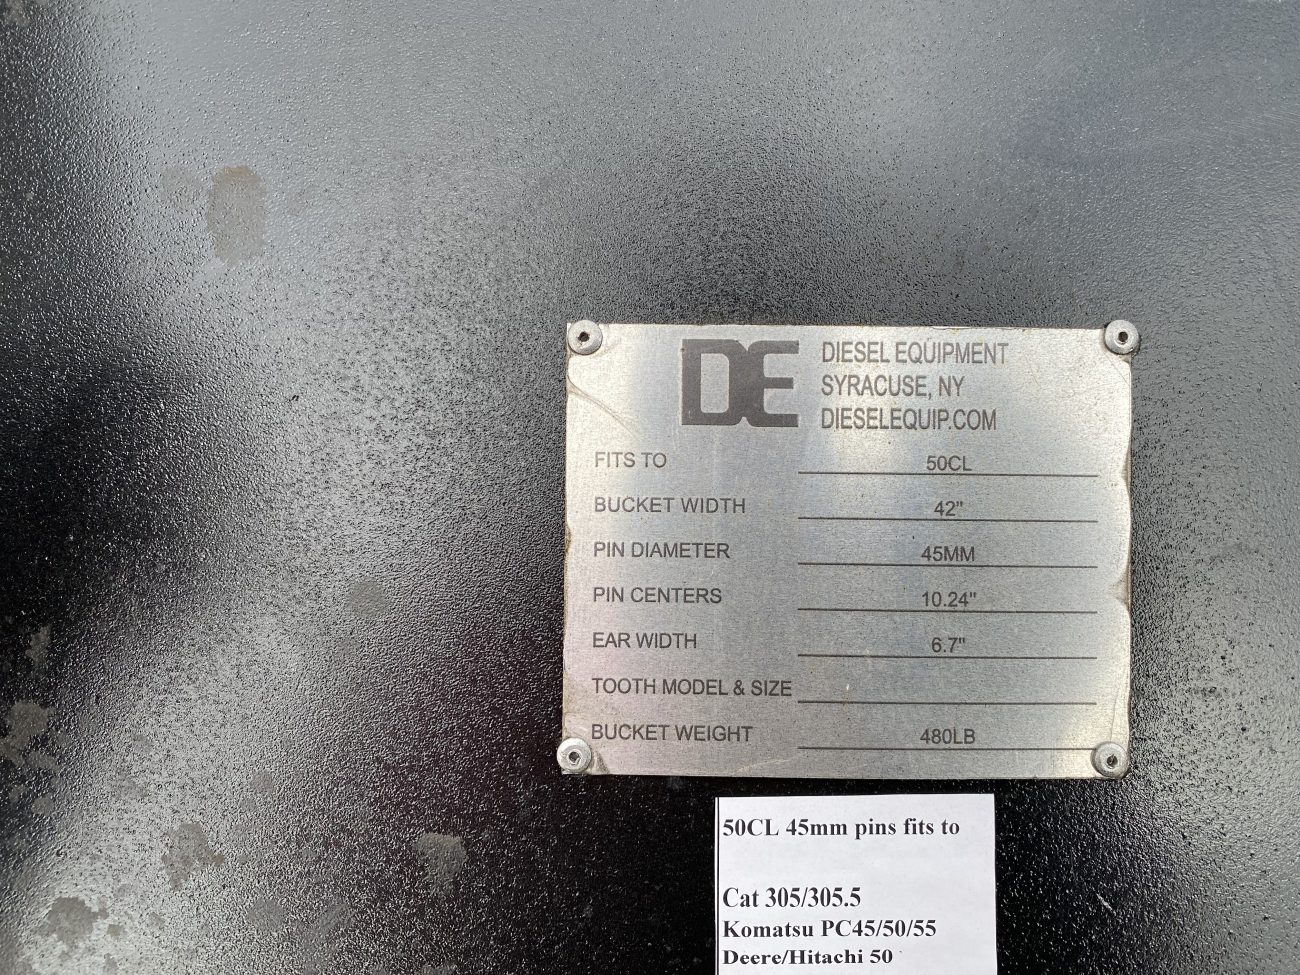 DE
DIESEL EQUIPMENT
SYRACUSE, NY
DIESELEQUIP.COM
FITS TO 50CL
BUCKET WIDTH 42"
PIN DIAMETER 45MM
PIN CENTERS 10.24"
EAR WIDTH 6.7"
TOOTH MODEL & SIZE
BUCKET WEIGHT 480LB
50CL 45mm pins fits to
Cat 305/305.5
Komatsu PC45/50/55
Deere/Hitachi 50